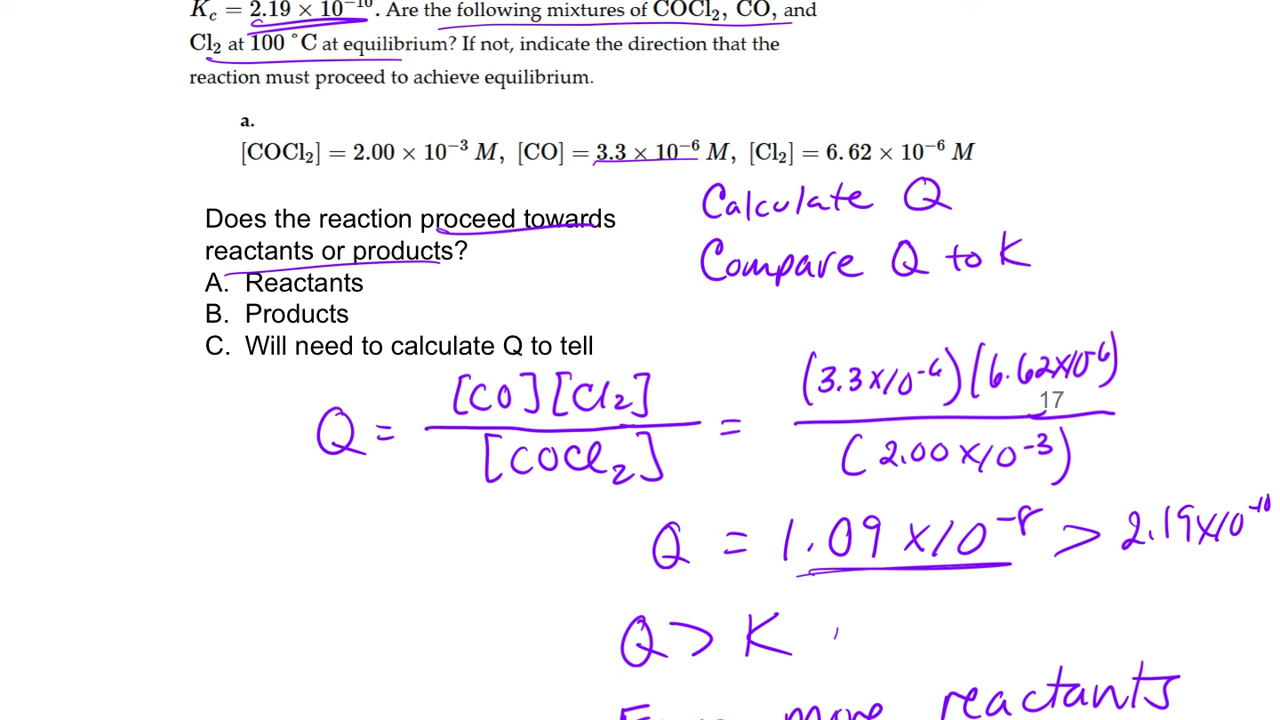 Kc = 2.19 × 10⁻¹⁰. Are the following mixtures of COCl₂, CO, and
Cl₂ at 100 °C at equilibrium? If not, indicate the direction that the
reaction must proceed to achieve equilibrium.
a.
[COCl₂] = 2.00 × 10⁻³ M, [CO] = 3.3 × 10⁻⁶ M, [Cl₂] = 6.62 × 10⁻⁶ M
Calculate Q
Does the reaction proceed towards
reactants or products?
Compare Q to K
A. Reactants
B. Products
C. Will need to calculate Q to tell
Q = [CO][Cl₂] / [COCl₂] = (3.3×10⁻⁶)(6.62×10⁻⁶) / (2.00×10⁻³)
17
Q = 1.09 ×10⁻⁸ > 2.19×10⁻¹⁰
Q > K
more reactants